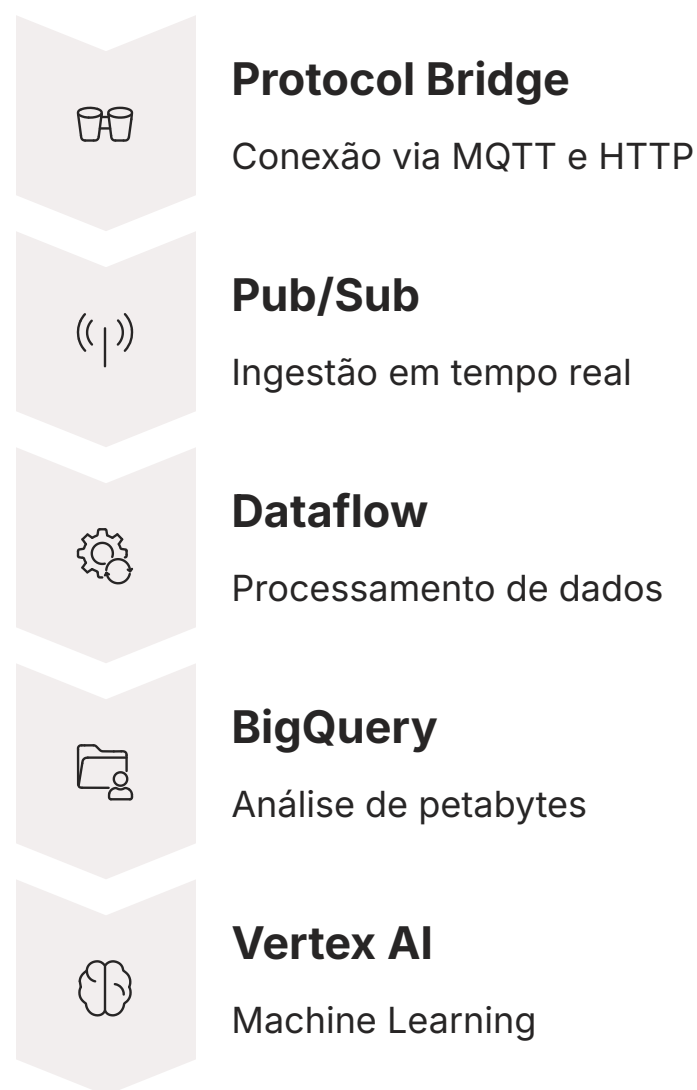 Protocol Bridge
Conexão via MQTT e HTTP
Pub/Sub
Ingestão em tempo real
Dataflow
Processamento de dados
BigQuery
Análise de petabytes
Vertex AI
Machine Learning